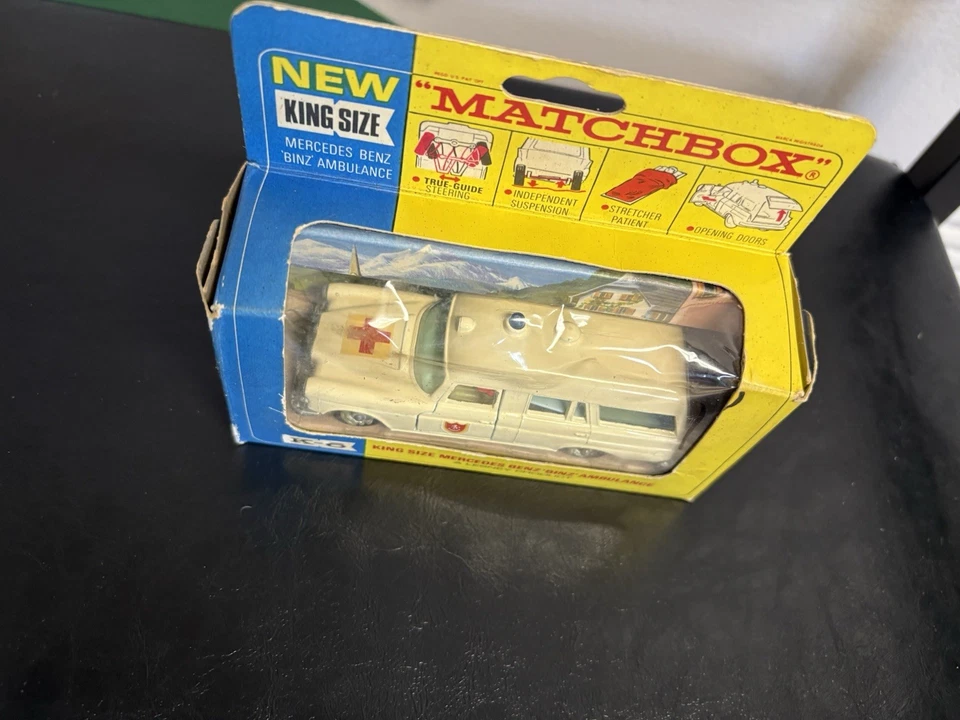 NEW
KING SIZE
MERCEDES BENZ
'BINZ' AMBULANCE
"MATCHBOX"®
• TRUE-GUIDE
STEERING
• INDEPENDENT
SUSPENSION
• STRETCHER
PATIENT
• OPENING DOORS
K-6
KING SIZE MERCEDES BENZ 'BINZ' AMBULANCE